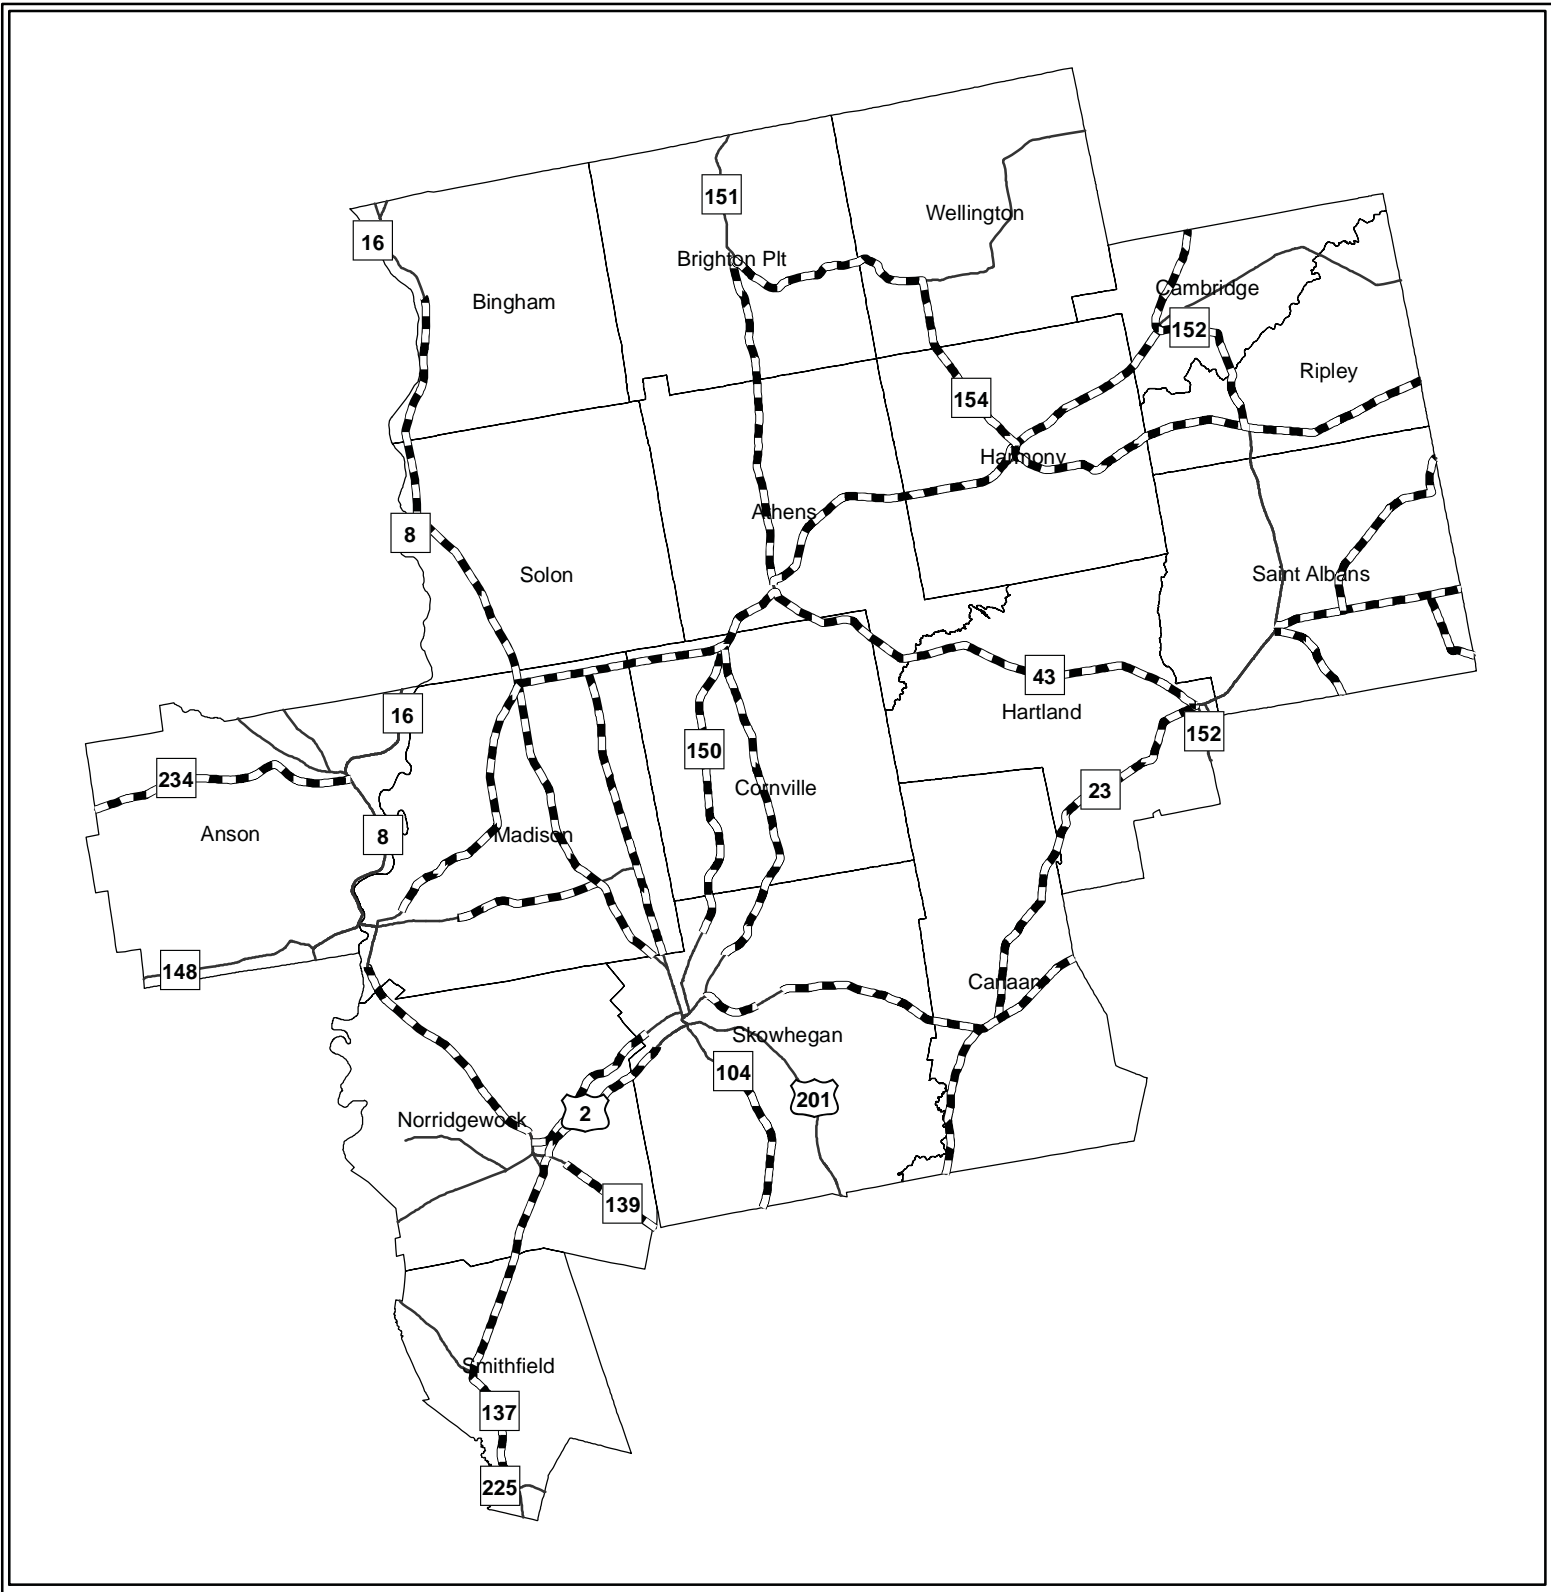 151
Wellington
16
Brighton Plt
Cambridge
Bingham
152
Ripley
154
Harmony
Athens
8
Solon
Saint Albans
43
16
Hartland
152
150
234
Cornville
23
8
Anson
Madison
148
Canaan
Skowhegan
104
201
2
Norridgewock
139
Smithfield
137
225